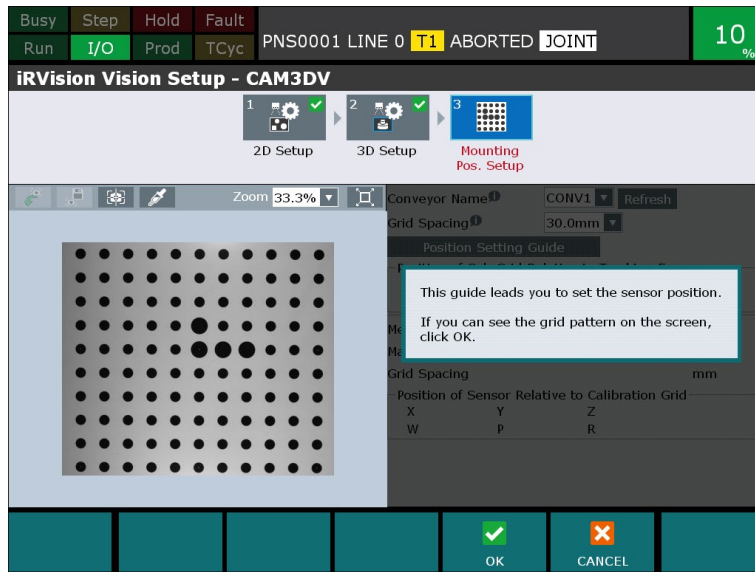 Busy Step Hold Fault
Run I/O Prod TCyc
PNS0001 LINE 0 T1 ABORTED JOINT
10
%
iRVision Vision Setup - CAM3DV
1 2 3
2D Setup 3D Setup Mounting
Pos. Setup
Zoom 33.3%
Conveyor Name CONV1 Refresh
Grid Spacing 30.0mm
Position Setting Guide
This guide leads you to set the sensor position.
If you can see the grid pattern on the screen,
click OK.
Grid Spacing mm
Position of Sensor Relative to Calibration Grid
X Y Z
W P R
OK CANCEL